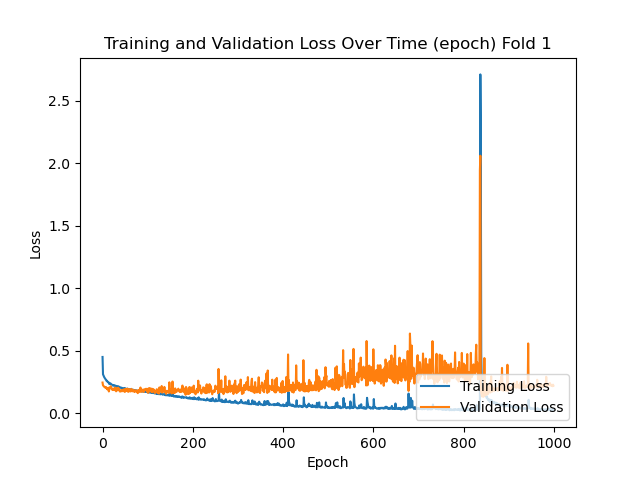 Training and Validation Loss Over Time (epoch) Fold 1
Loss
2.5
2.0
1.5
1.0
0.5
0.0
0 200 400 600 800 1000
Epoch
Training Loss
Validation Loss